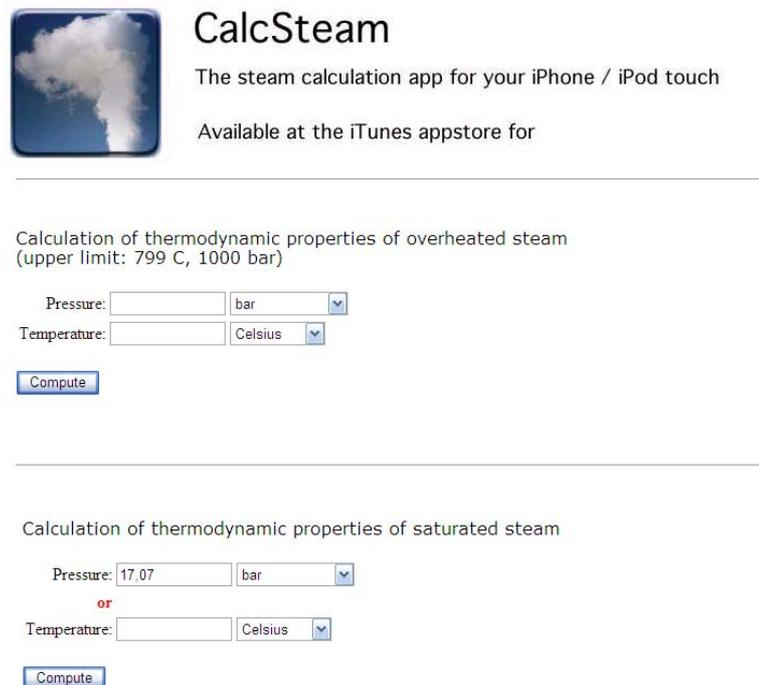 CalcSteam
The steam calculation app for your iPhone / iPod touch
Available at the iTunes appstore for
Calculation of thermodynamic properties of overheated steam
(upper limit: 799 C, 1000 bar)
Pressure: bar
Temperature: Celsius
Compute
Calculation of thermodynamic properties of saturated steam
Pressure: 17,07 bar
or
Temperature: Celsius
Compute